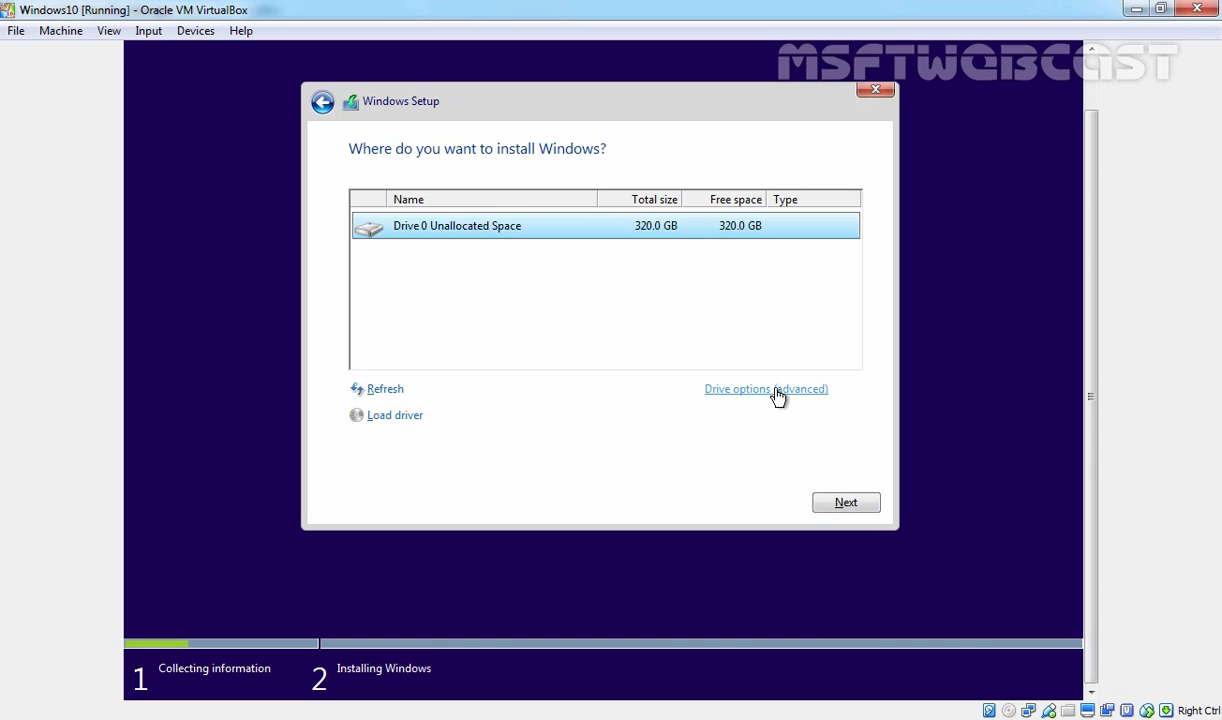 Windows10 [Running] - Oracle VM VirtualBox
File Machine View Input Devices Help
MSFTWEBCAST
Windows Setup
Where do you want to install Windows?
Name Total size Free space Type
Drive 0 Unallocated Space 320.0 GB 320.0 GB
Refresh Drive options (advanced)
Load driver
Next
1 Collecting information 2 Installing Windows
Right Ctrl